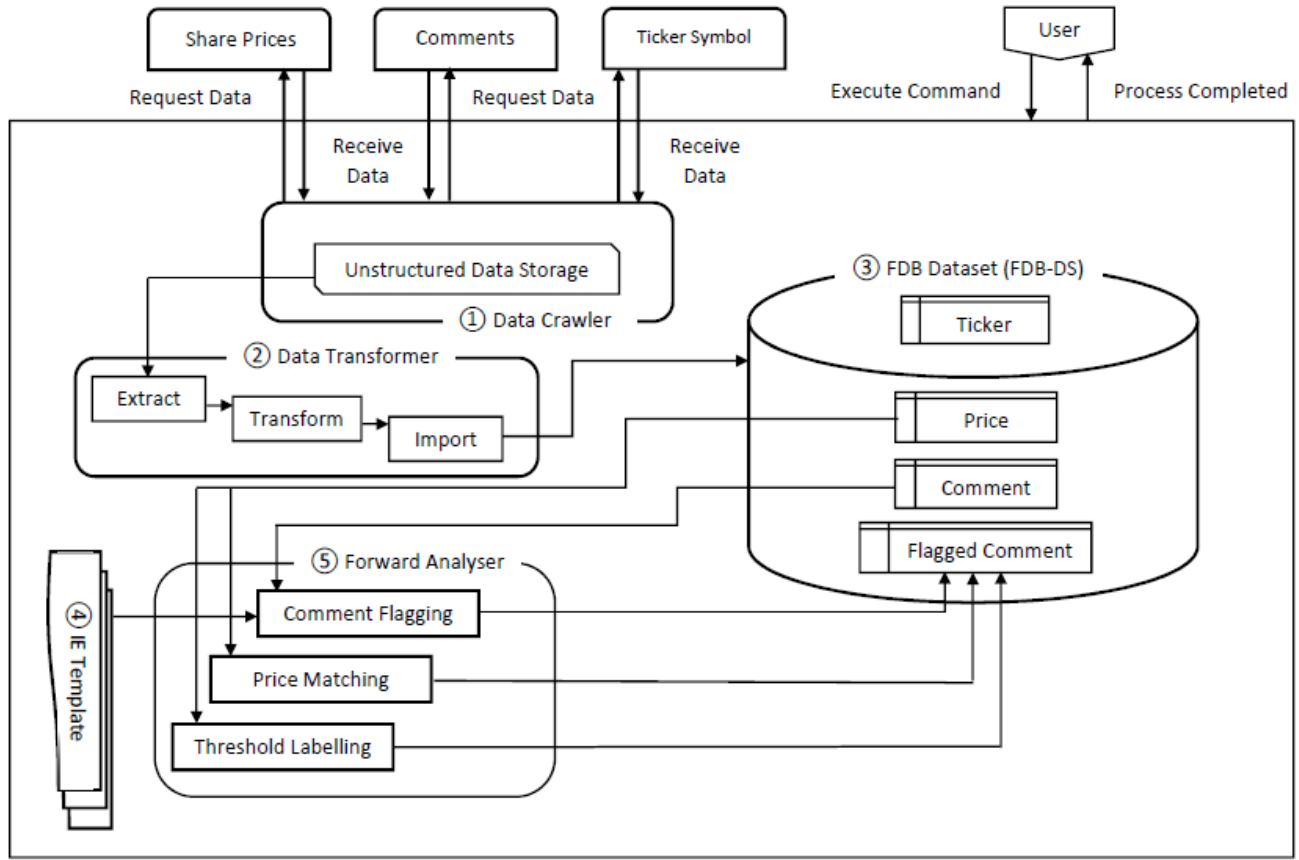 Share Prices
Comments
Ticker Symbol
User
Request Data
Request Data
Execute Command
Process Completed
Receive
Data
Receive
Data
Unstructured Data Storage
① Data Crawler
② Data Transformer
Extract
Transform
Import
③ FDB Dataset (FDB-DS)
Ticker
Price
Comment
Flagged Comment
④ IE Template
⑤ Forward Analyser
Comment Flagging
Price Matching
Threshold Labelling